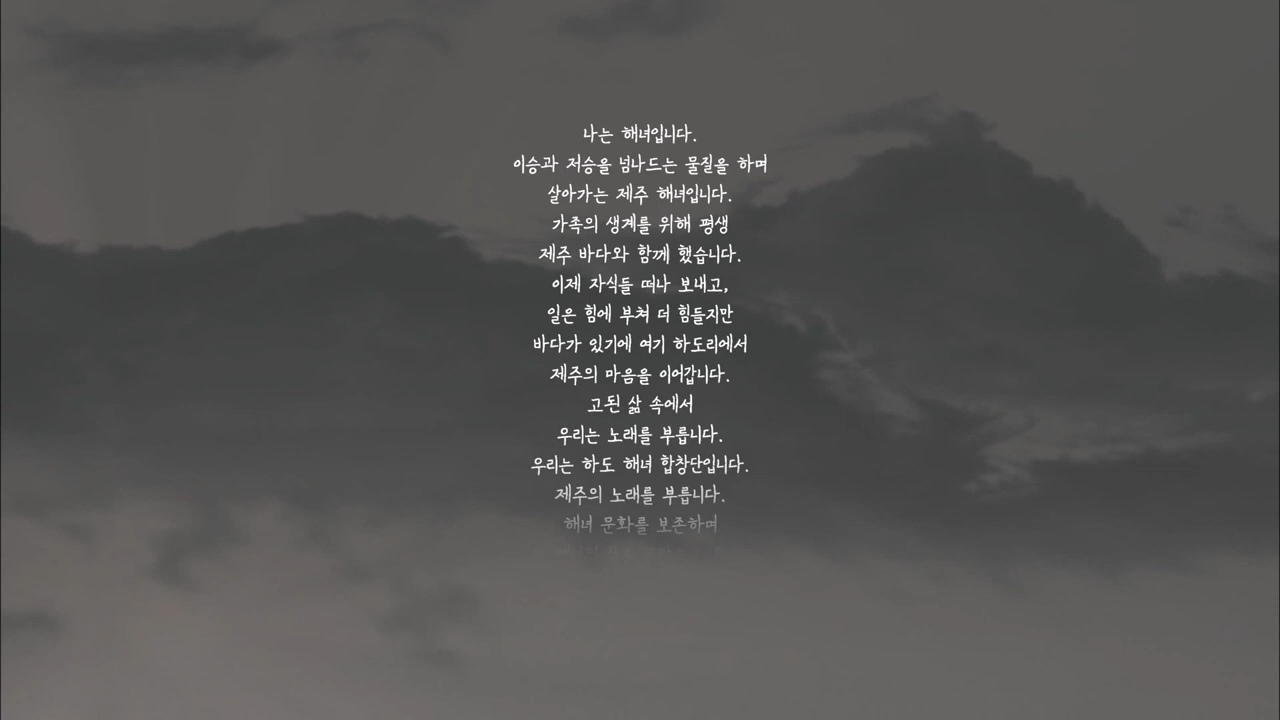 나는 해녀입니다.
이승과 저승을 넘나드는 물질을 하며
살아가는 제주 해녀입니다.
가족의 생계를 위해 평생
제주 바다와 함께 했습니다.
이제 자식들 떠나 보내고,
일은 힘에 부쳐 더 힘들지만
바다가 있기에 여기 하도리에서
제주의 마음을 이어갑니다.
고된 삶 속에서
우리는 노래를 부릅니다.
우리는 하도 해녀 합창단입니다.
제주의 노래를 부릅니다.
해녀 문화를 보존하며